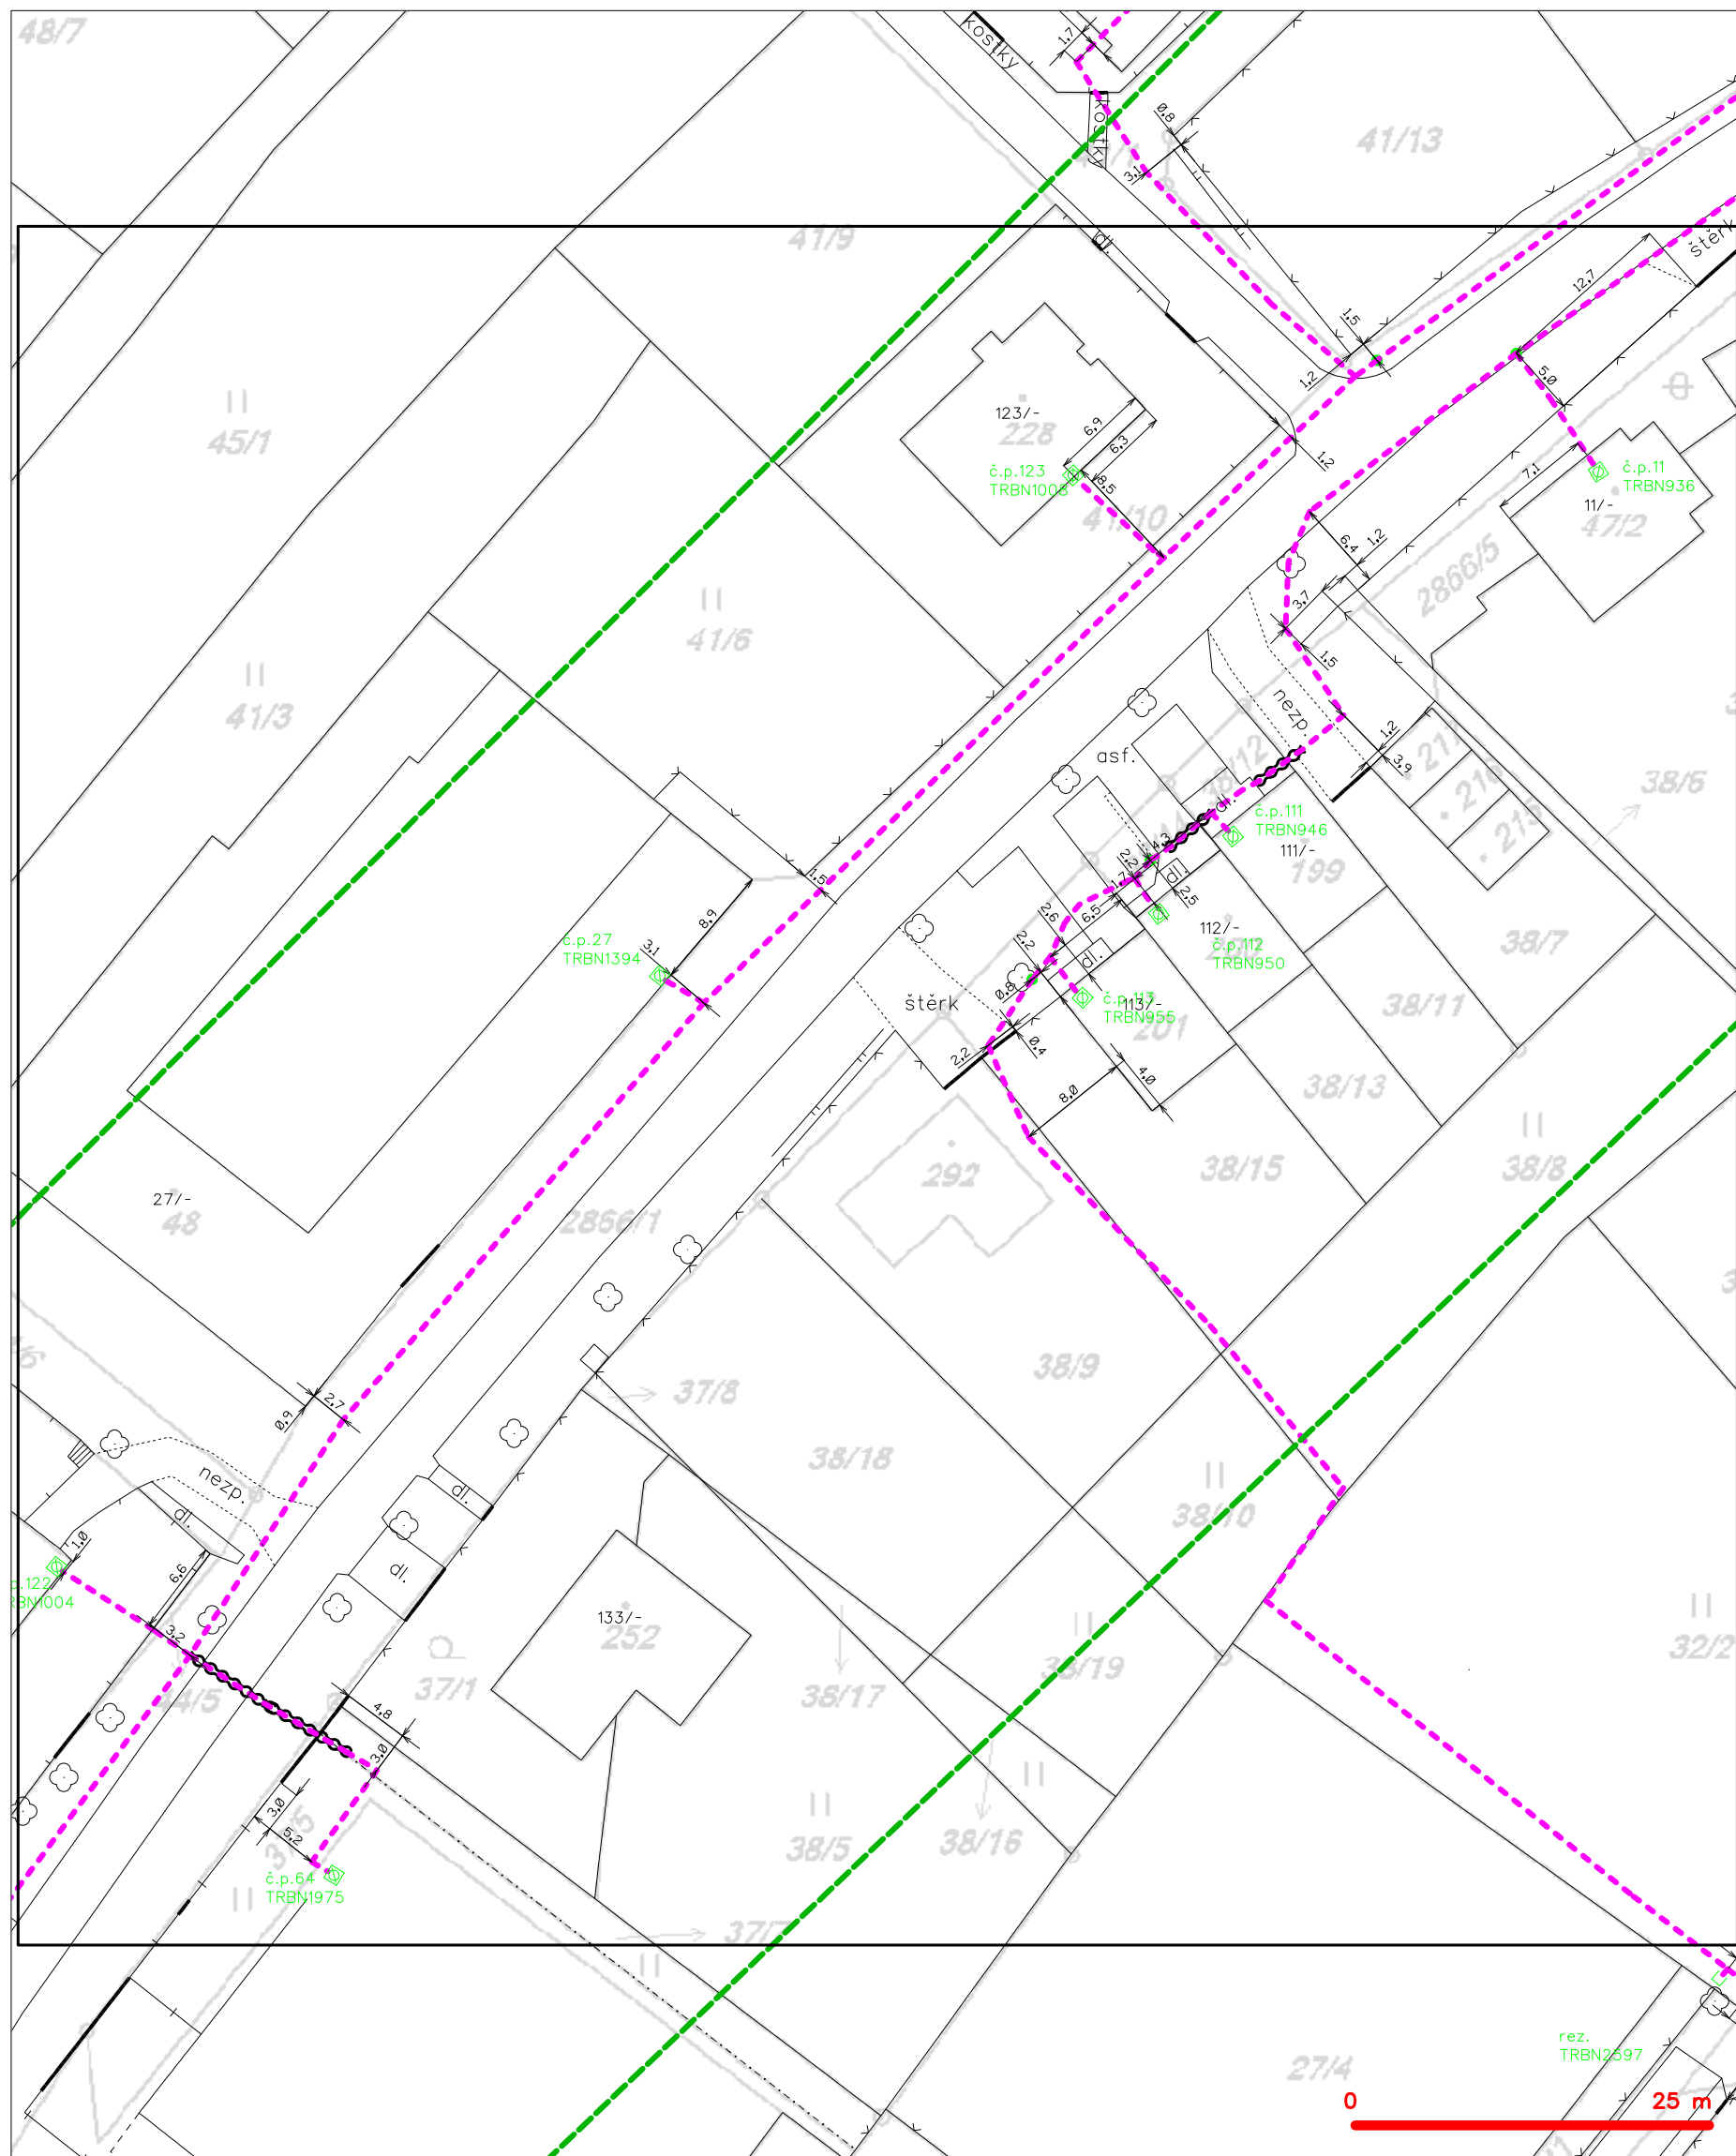 48/7
kostky
1,7
kostky
0,8
41/13
3,1
41/9
dl.
štěrk
12,7
1,5
1,2
45/1
123/-
228
6,9
6,3
1,2
5,0
č.p.123
TRBN1008
8,5
41/10
7,1
č.p.11
TRBN936
11/-
47/2
6,4
1,2
2866/5
41/6
3,7
1,5
41/3
nezp.
asf.
1,2
3,9
217
216
215
38/6
dl.
č.p.111
TRBN946
111/-
199
4,3
2,2
1,7
dl.
2,5
1,5
8,9
6,5
2,6
2,2
112/-
č.p.112
TRBN950
38/7
č.p.27
TRBN1394
3,1
dl.
0,8
štěrk
č.p.113
113/-
TRBN955
201
38/11
2,2
0,4
4,0
8,0
38/13
292
38/15
38/8
27/-
48
2866/1
38/9
37/8
2,7
0,9
38/18
nezp.
dl.
dl.
38/10
1,0
6,6
dl.
TRBN1004
3,2
133/-
252
32/2
38/19
44/5
37/1
38/17
4,8
3,0
3,0
5,2
38/5
38/16
č.p.64
TRBN1975
37/7
rez.
TRBN2597
27/4
0
25 m